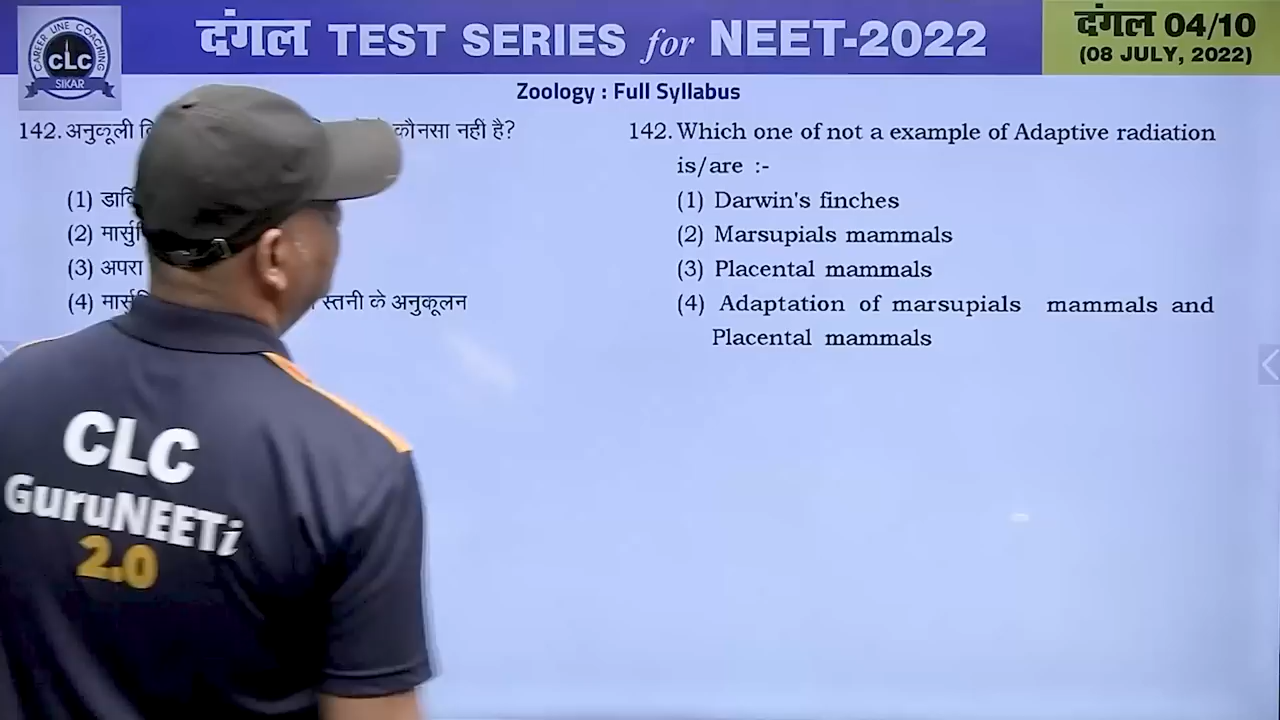 CAREER LINE COACHING
CLC
SIKAR
दंगल TEST SERIES for NEET-2022
दंगल 04/10
(08 JULY, 2022)
Zoology : Full Syllabus
142. अनुकूली कौनसा नही है?
(1)
(2)
(3) अपरा
(4) स्तनी के अनुकूलन
142. Which one of not a example of Adaptive radiation
is/are :-
(1) Darwin's finches
(2) Marsupials mammals
(3) Placental mammals
(4) Adaptation of marsupials mammals and
Placental mammals
CLC
GuruNEETi
2.0